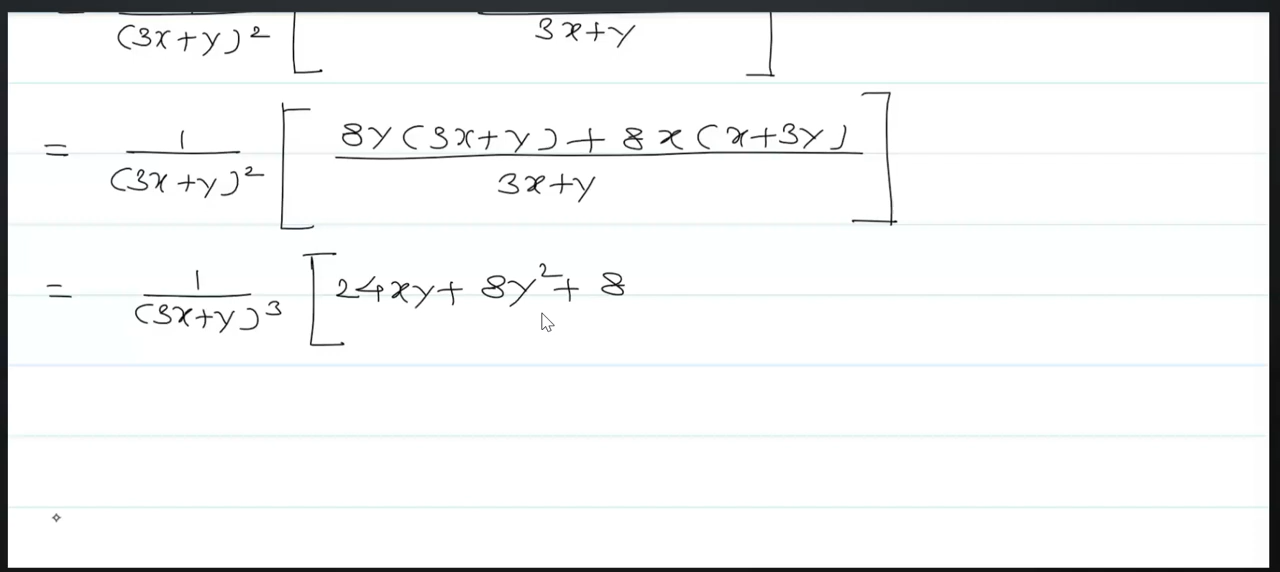 (3x+y)² [ 3x+y ]
= 1/(3x+y)² [ (8y(3x+y) + 8x(x+3y))/(3x+y) ]
= 1/(3x+y)³ [ 24xy + 8y² + 8